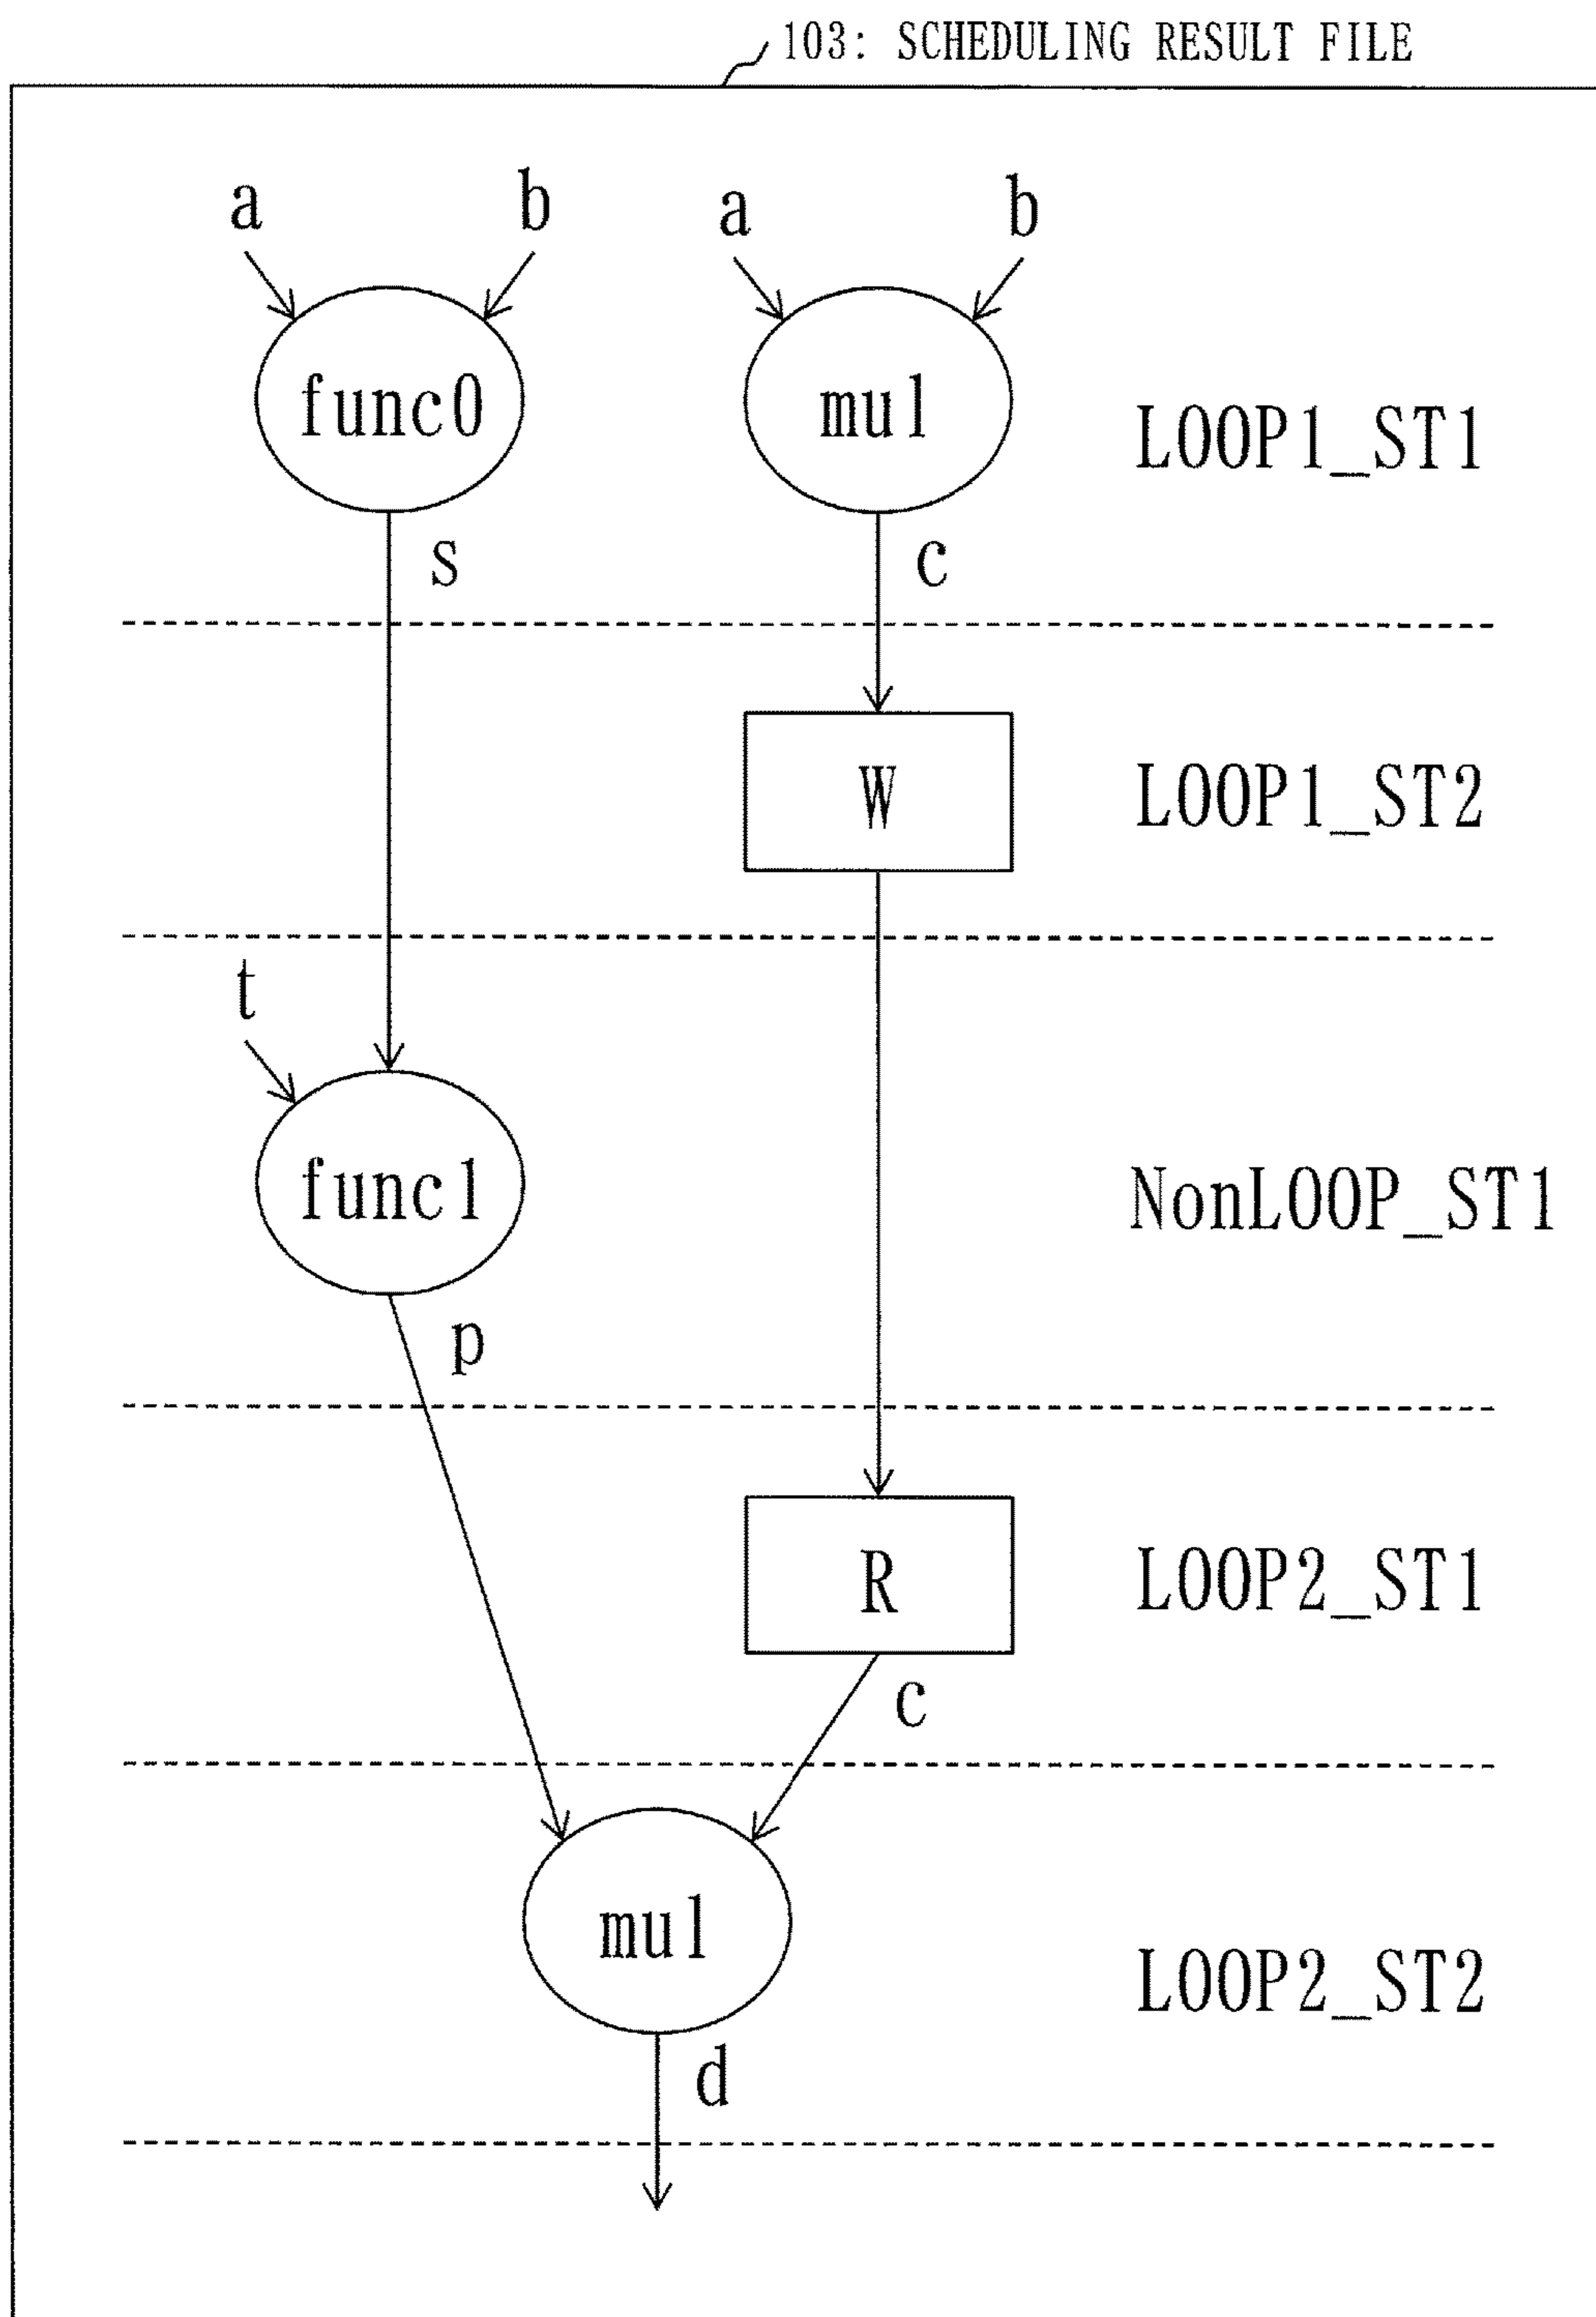 103: SCHEDULING RESULT FILE
a b a b
func0 mul LOOP1_ST1
s c
W LOOP1_ST2
t
func1 NonLOOP_ST1
p
R LOOP2_ST1
c
mul LOOP2_ST2
d